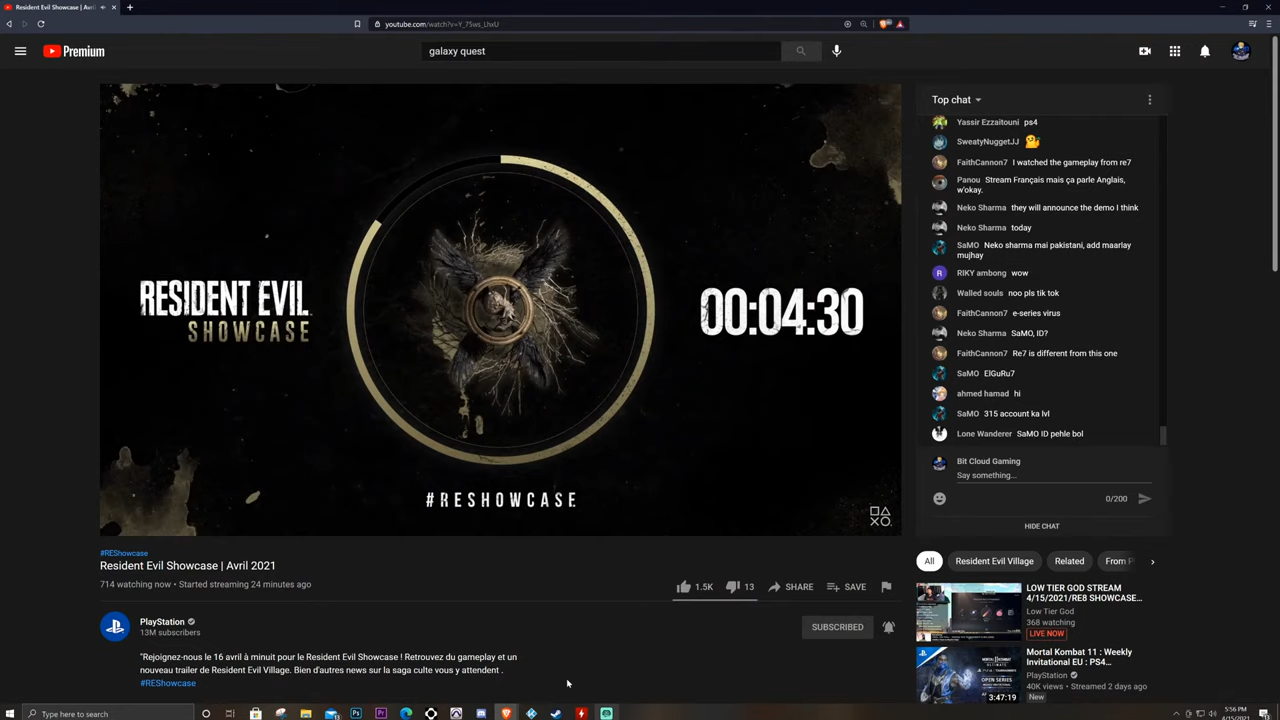 Resident Evil Showcase | Avril
youtube.com/watch?v=Y_75ws_LhxU
Premium
galaxy quest
RESIDENT EVIL
SHOWCASE
00:04:30
#RESHOWCASE
Top chat
Yassir Ezzaitouni ps4
SweatyNuggetJJ
FaithCannon7 I watched the gameplay from re7
Panou Stream Français mais ça parle Anglais,
w'okay.
Neko Sharma they will announce the demo I think
Neko Sharma today
SaMO Neko sharma mai pakistani, add maarlay
mujhay
R RIKY ambong wow
Walled souls noo pls tik tok
FaithCannon7 e-series virus
Neko Sharma SaMO, ID?
FaithCannon7 Re7 is different from this one
SaMO ElGuRu7
ahmed hamad hi
SaMO 315 account ka lvl
Lone Wanderer SaMO ID pehle bol
Bit Cloud Gaming
Say something...
0/200
HIDE CHAT
#REShowcase
Resident Evil Showcase | Avril 2021
714 watching now • Started streaming 24 minutes ago
1.5K 13 SHARE SAVE
PlayStation
13M subscribers
SUBSCRIBED
"Rejoignez-nous le 16 avril à minuit pour le Resident Evil Showcase ! Retrouvez du gameplay et un
nouveau trailer de Resident Evil Village. Bien d'autres news sur la saga culte vous y attendent .
#REShowcase
All Resident Evil Village Related From
LOW TIER GOD STREAM
4/15/2021/RE8 SHOWCASE...
Low Tier God
368 watching
LIVE NOW
Mortal Kombat 11 : Weekly
Invitational EU : PS4...
PlayStation
40K views • Streamed 2 days ago
New
3:47:19
Type here to search
5:56 PM
4/15/2021